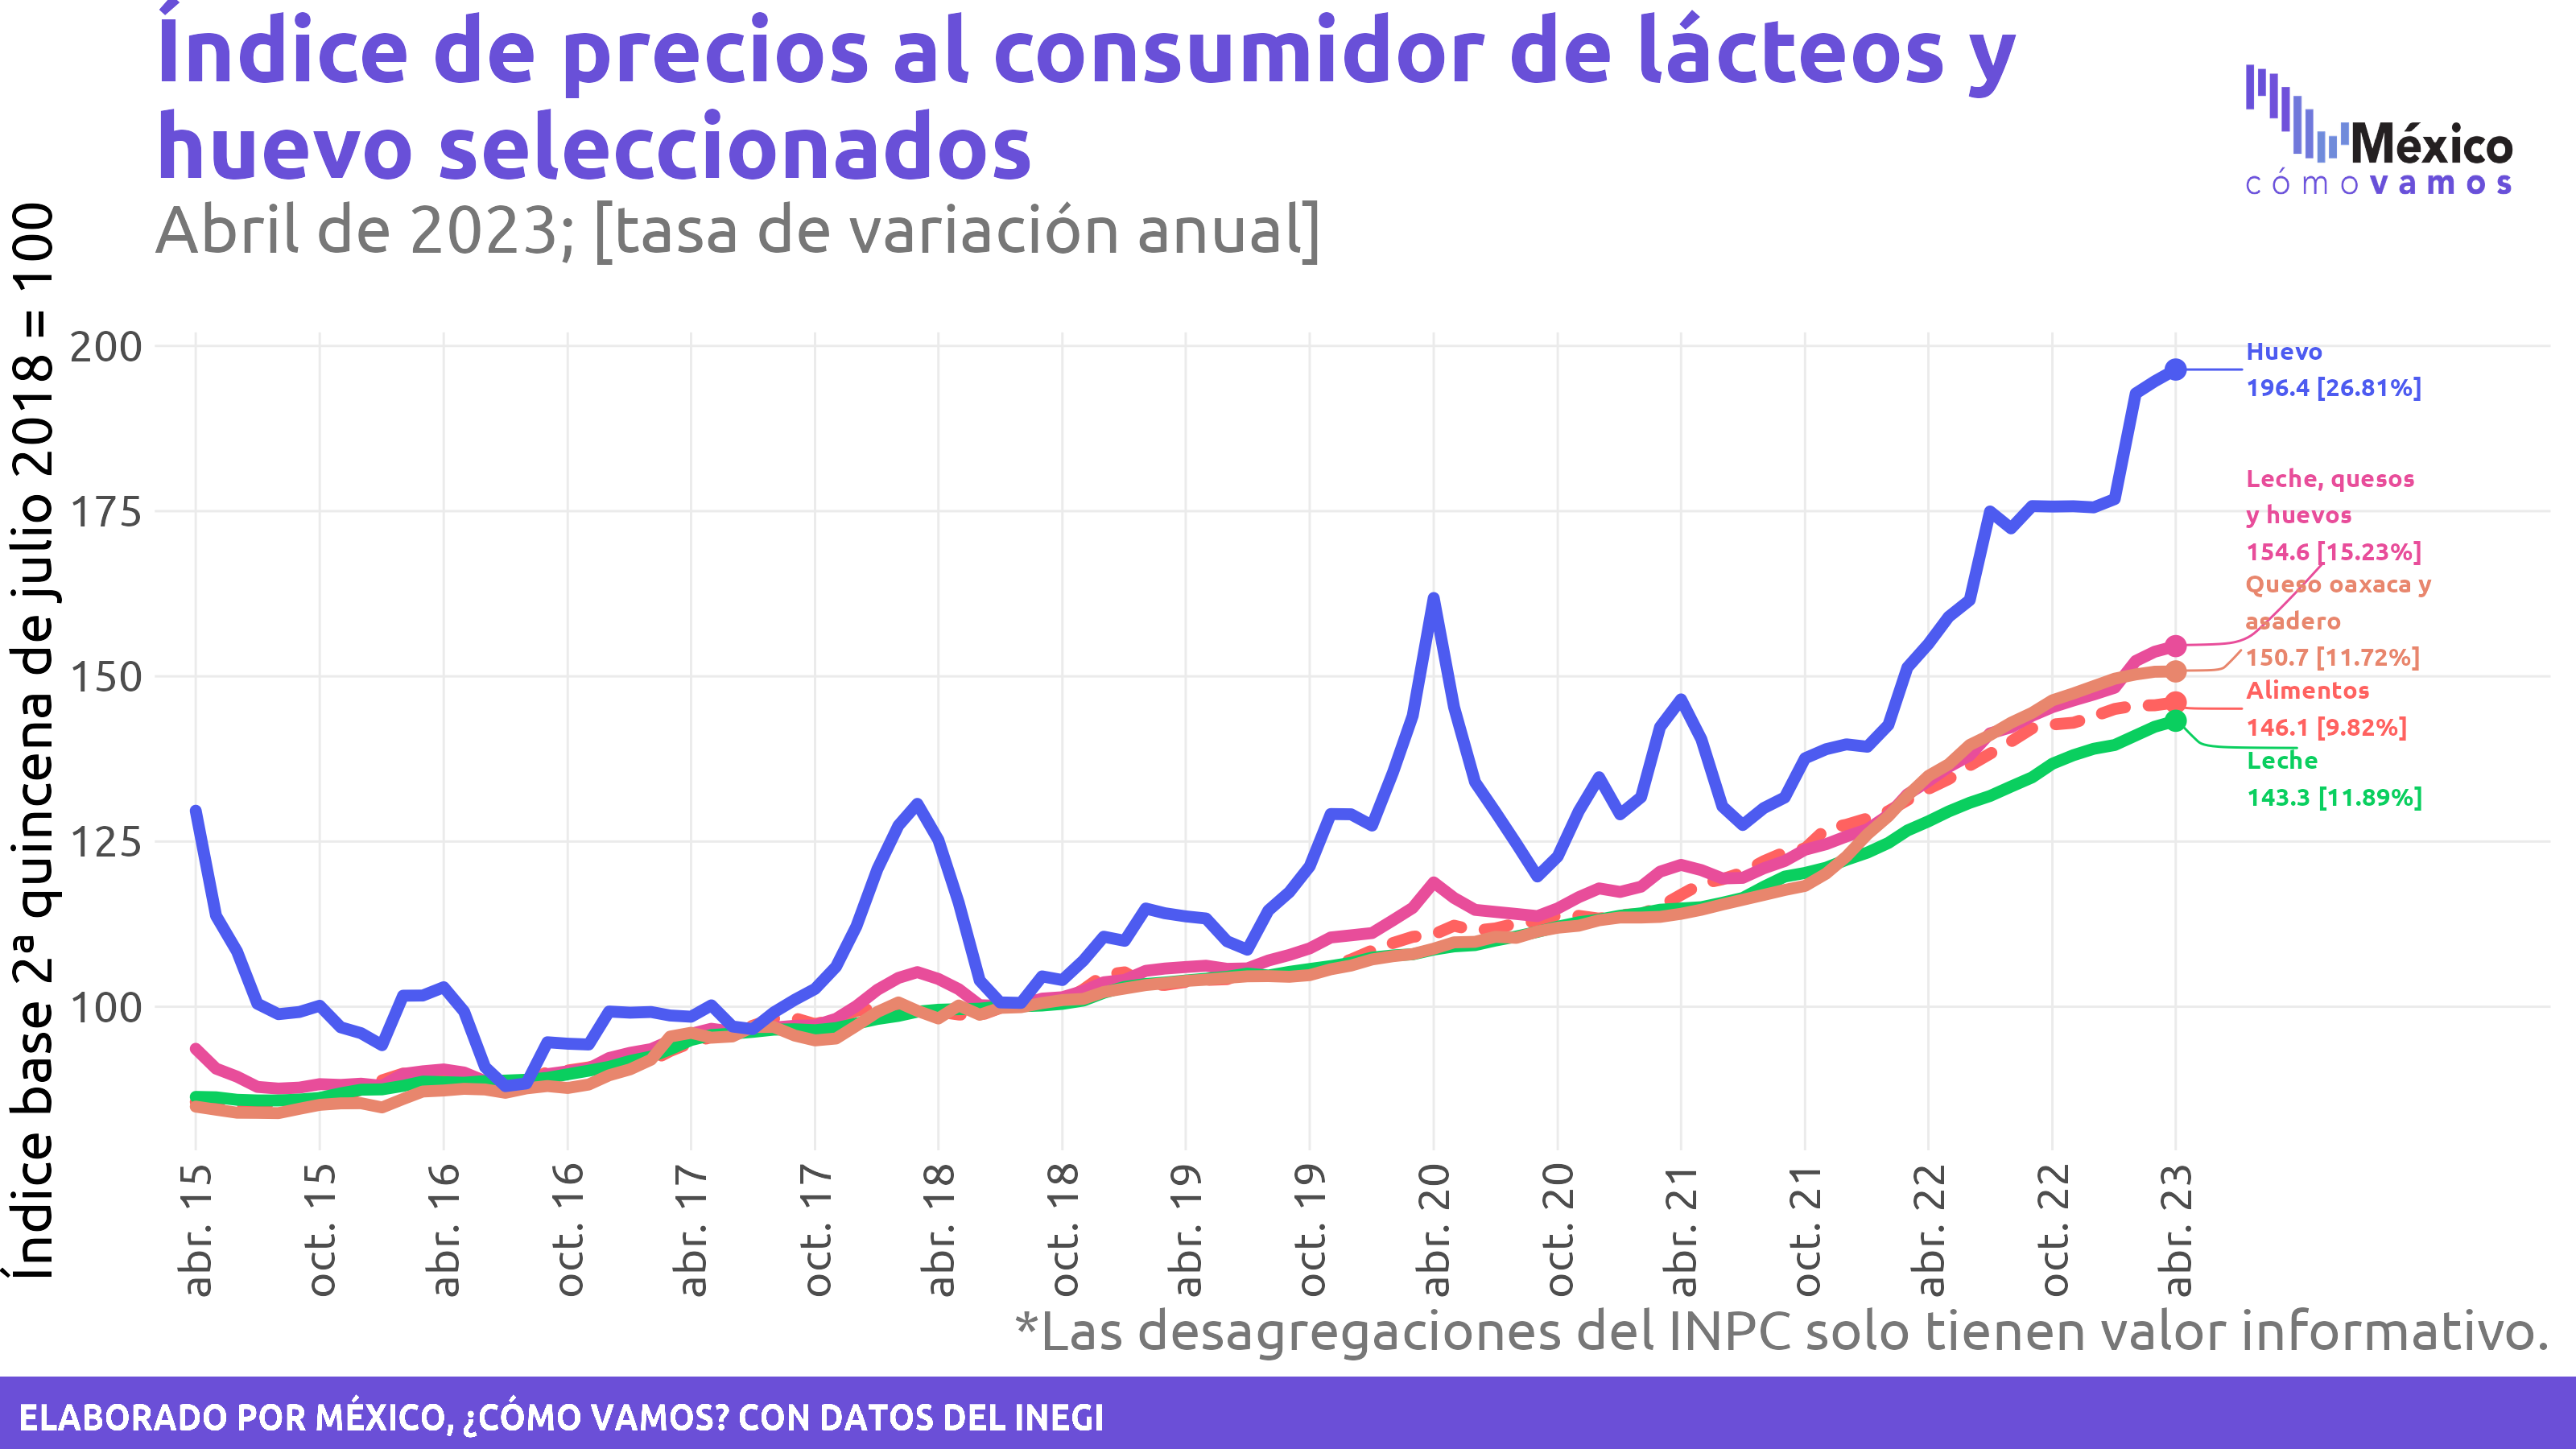 Índice de precios al consumidor de lácteos y
huevo seleccionados
Abril de 2023; [tasa de variación anual]
México
cómo vamos
Índice base 2ª quincena de julio 2018 = 100
200
175
150
125
100
Huevo
196.4 [26.81%]
Leche, quesos
y huevos
154.6 [15.23%]
Queso oaxaca y
asadero
150.7 [11.72%]
Alimentos
146.1 [9.82%]
Leche
143.3 [11.89%]
abr. 15
oct. 15
abr. 16
oct. 16
abr. 17
oct. 17
abr. 18
oct. 18
abr. 19
oct. 19
abr. 20
oct. 20
abr. 21
oct. 21
abr. 22
oct. 22
abr. 23
*Las desagregaciones del INPC solo tienen valor informativo.
ELABORADO POR MÉXICO, ¿CÓMO VAMOS? CON DATOS DEL INEGI